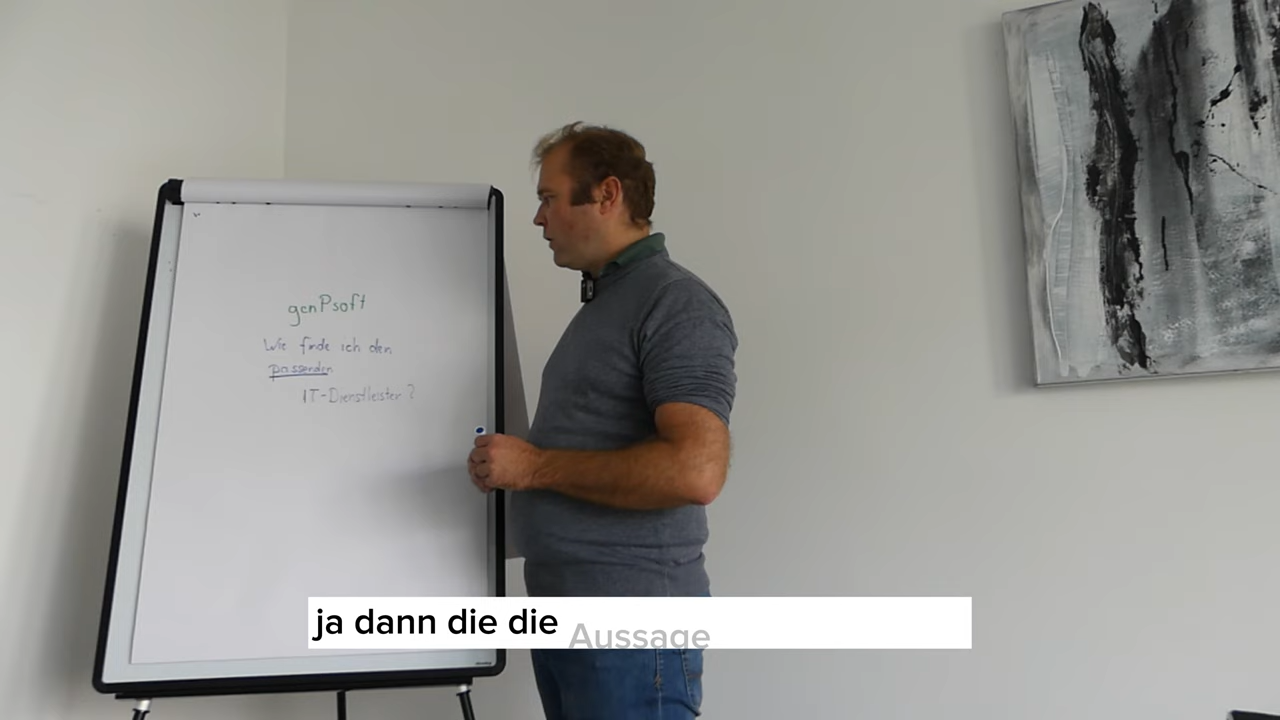 genPsoft
Wie finde ich den
passenden
IT-Dienstleister?
ja dann die die Aussage